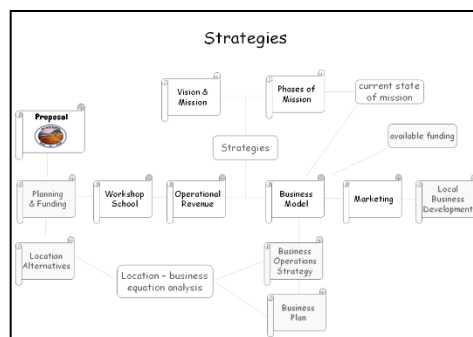 Strategies
Vision &
Mission
Phases of
Mission
current state
of mission
Proposal
Strategies
available funding
Planning
& Funding
Workshop
School
Operational
Revenue
Business
Model
Marketing
Local
Business
Development
Location
Alternatives
Location – business
equation analysis
Business
Operations
Strategy
Business
Plan